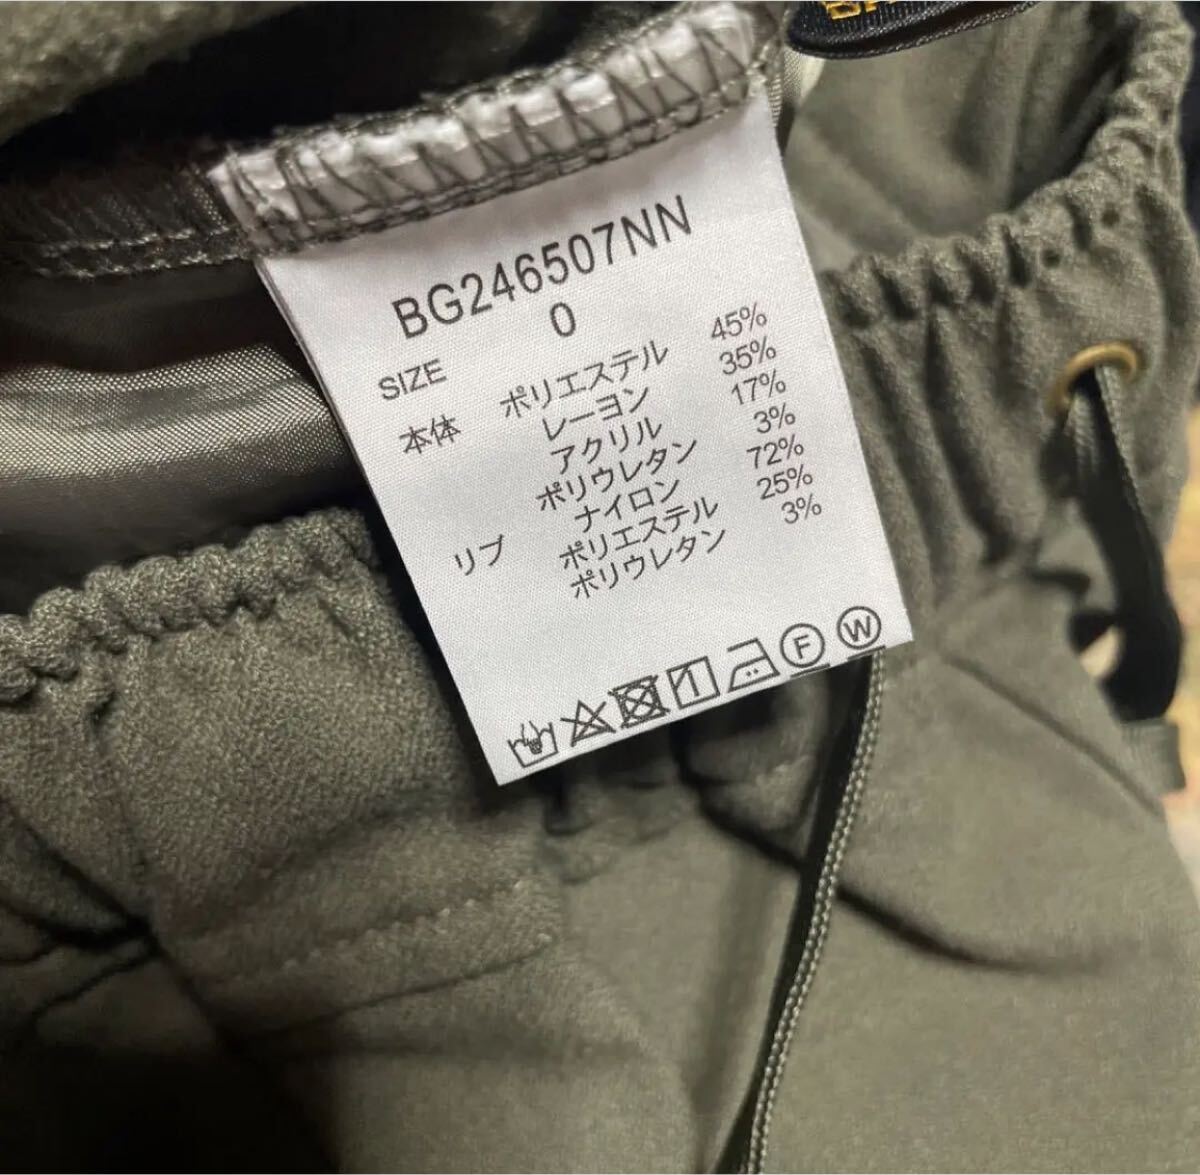 BG246507NN
SIZE 0
本体 ポリエステル 45%
レーヨン 35%
アクリル 17%
ポリウレタン 3%
リブ ナイロン 72%
ポリエステル 25%
ポリウレタン 3%
F W